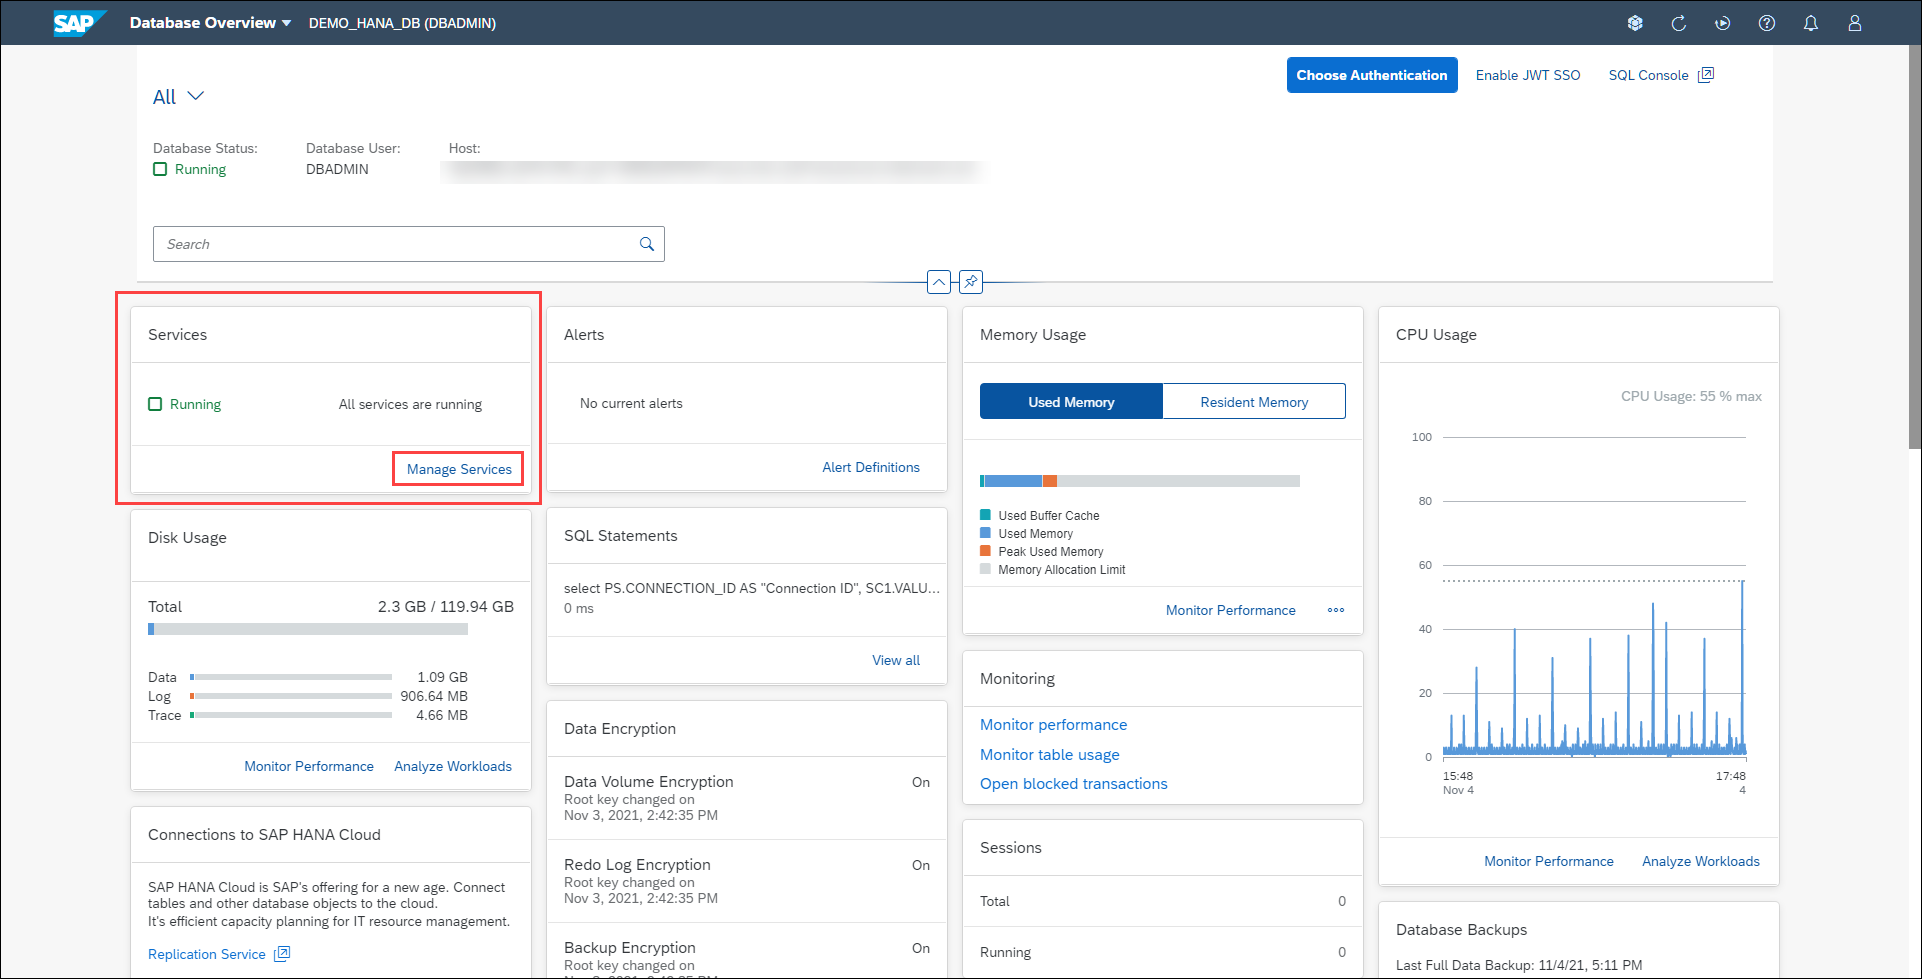 SAP Database Overview DEMO_HANA_DB (DBADMIN)
Choose Authentication Enable JWT SSO SQL Console
All
Database Status: Database User: Host:
Running DBADMIN
Search
Services
Running All services are running
Manage Services
Alerts
No current alerts
Alert Definitions
Memory Usage
Used Memory Resident Memory
Used Buffer Cache
Used Memory
Peak Used Memory
Memory Allocation Limit
Monitor Performance
CPU Usage
CPU Usage: 55 % max
100
80
60
40
20
0
15:48 17:48
Nov 4 4
Monitor Performance Analyze Workloads
Disk Usage
Total 2.3 GB / 119.94 GB
Data 1.09 GB
Log 906.64 MB
Trace 4.66 MB
Monitor Performance Analyze Workloads
SQL Statements
select PS.CONNECTION_ID AS "Connection ID", SC1.VALU...
0 ms
View all
Monitoring
Monitor performance
Monitor table usage
Open blocked transactions
Data Encryption
Data Volume Encryption On
Root key changed on
Nov 3, 2021, 2:42:35 PM
Redo Log Encryption On
Root key changed on
Nov 3, 2021, 2:42:35 PM
Backup Encryption On
Root key changed on
Connections to SAP HANA Cloud
SAP HANA Cloud is SAP's offering for a new age. Connect
tables and other database objects to the cloud.
It's efficient capacity planning for IT resource management.
Replication Service
Sessions
Total 0
Running 0
Database Backups
Last Full Data Backup: 11/4/21, 5:11 PM